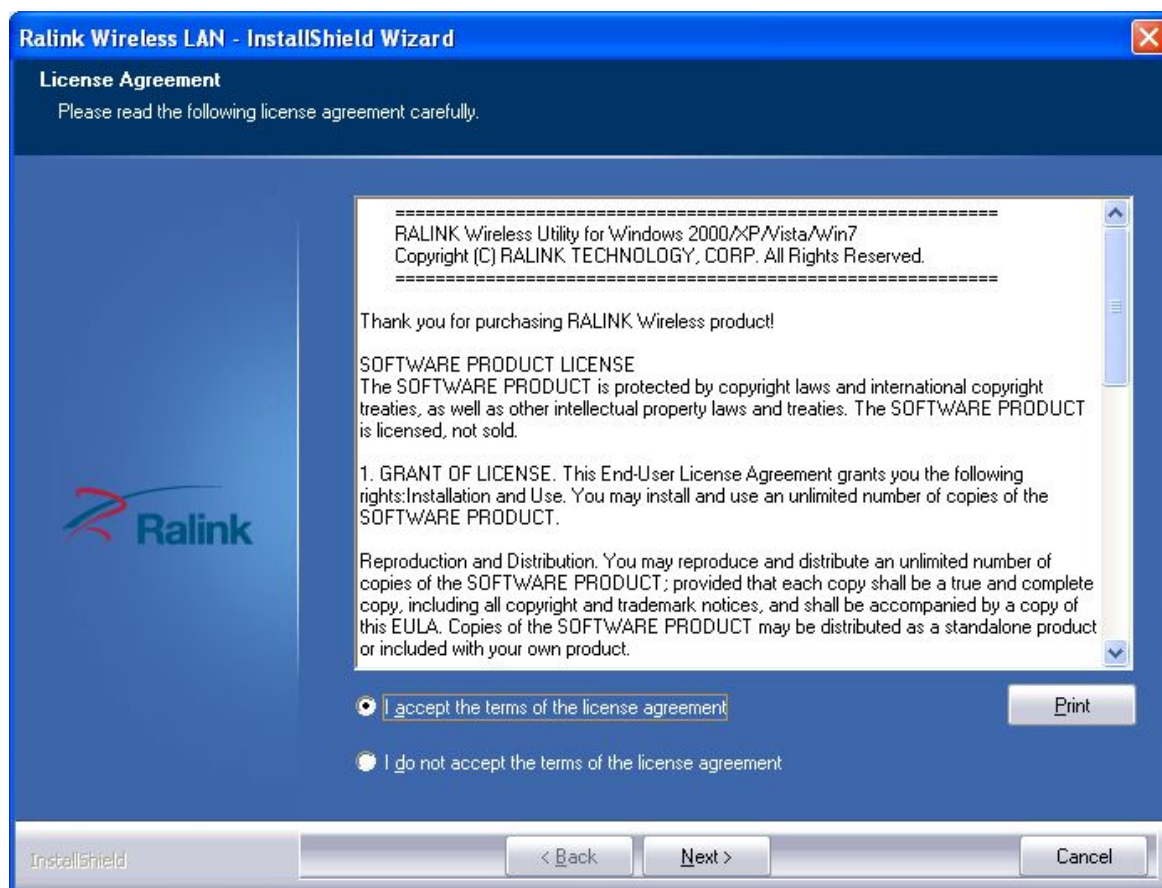 Ralink Wireless LAN - InstallShield Wizard
License Agreement
Please read the following license agreement carefully.
============================================================
RALINK Wireless Utility for Windows 2000/XP/Vista/Win7
Copyright (C) RALINK TECHNOLOGY, CORP. All Rights Reserved.
============================================================
Thank you for purchasing RALINK Wireless product!
SOFTWARE PRODUCT LICENSE
The SOFTWARE PRODUCT is protected by copyright laws and international copyright
treaties, as well as other intellectual property laws and treaties. The SOFTWARE PRODUCT
is licensed, not sold.
1. GRANT OF LICENSE. This End-User License Agreement grants you the following
rights:Installation and Use. You may install and use an unlimited number of copies of the
SOFTWARE PRODUCT.
Reproduction and Distribution. You may reproduce and distribute an unlimited number of
copies of the SOFTWARE PRODUCT; provided that each copy shall be a true and complete
copy, including all copyright and trademark notices, and shall be accompanied by a copy of
this EULA. Copies of the SOFTWARE PRODUCT may be distributed as a standalone product
or included with your own product.
Ralink
I accept the terms of the license agreement
Print
I do not accept the terms of the license agreement
InstallShield
< Back
Next >
Cancel